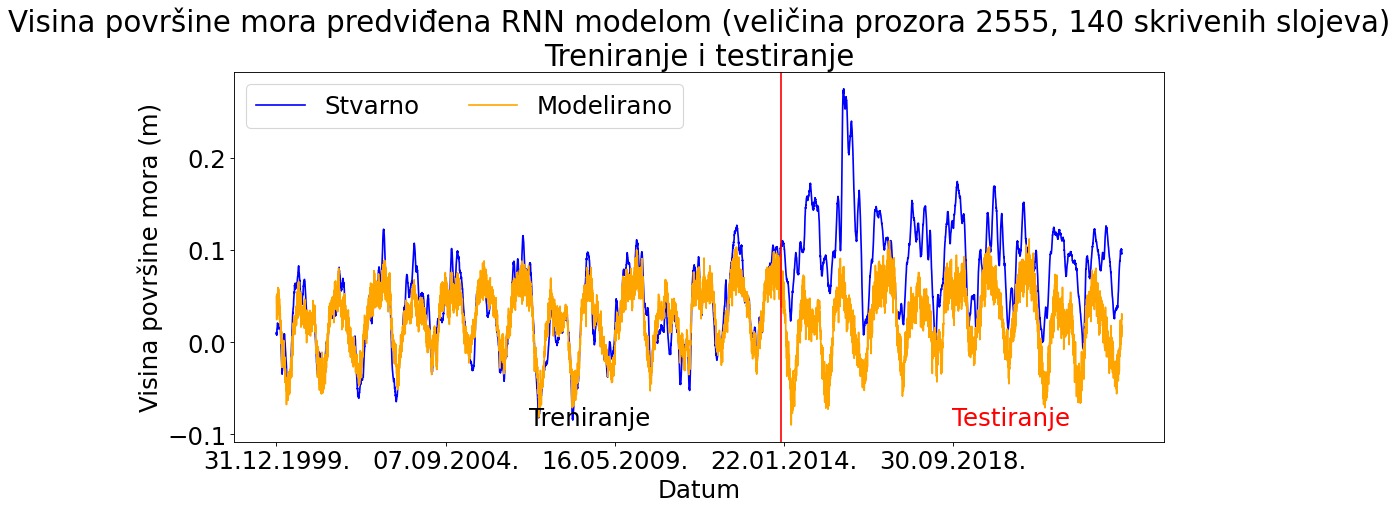 Visina površine mora predviđena RNN modelom (veličina prozora 2555, 140 skrivenih slojeva)
Treniranje i testiranje
Stvarno
Modelirano
Visina površine mora (m)
0.2
0.1
0.0
−0.1
Treniranje
Testiranje
31.12.1999.
07.09.2004.
16.05.2009.
22.01.2014.
30.09.2018.
Datum